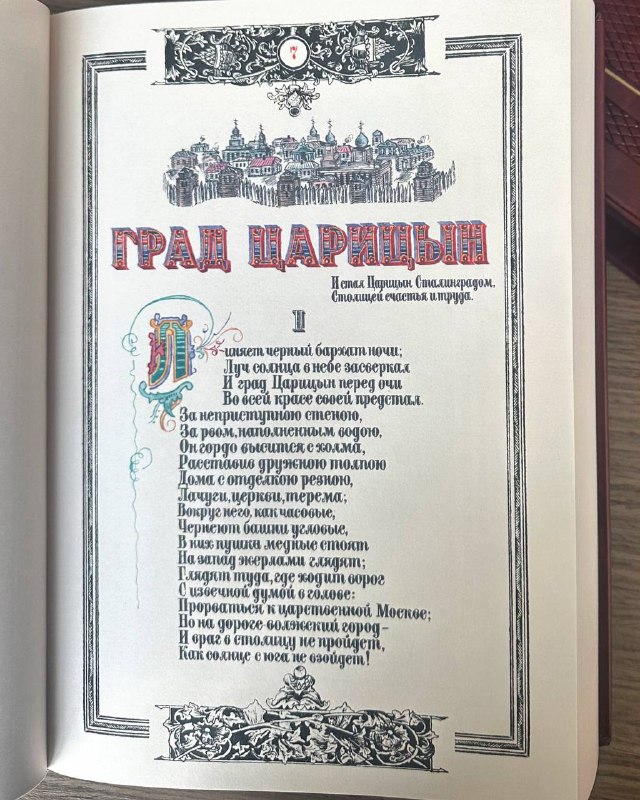 7
ГРАД ЦАРИЦЫН
И стал Царицын Сталинградом,
Столицей счастья и труда.
1
Линяет черный бархат ночи;
Луч солнца в небе засверкал
И град Царицын перед очи
Во всей красе своей предстал.
За неприступною стеною,
За рвом, наполненным водою,
Он гордо высится с холма,
Расставив дружною толпою
Дома с отделкою резною,
Лачуги, церкви, терема;
Вокруг него, как часовые,
Чернеют башни угловые,
В них пушки медные стоят
На запад жерлами глядят;
Глядят туда, где ходит ворог
С извечной думой в голове:
Прорваться к царственной Москве;
Но на дороге волжский город–
И враг в столицу не пройдет,
Как солнце с юга не взойдет!